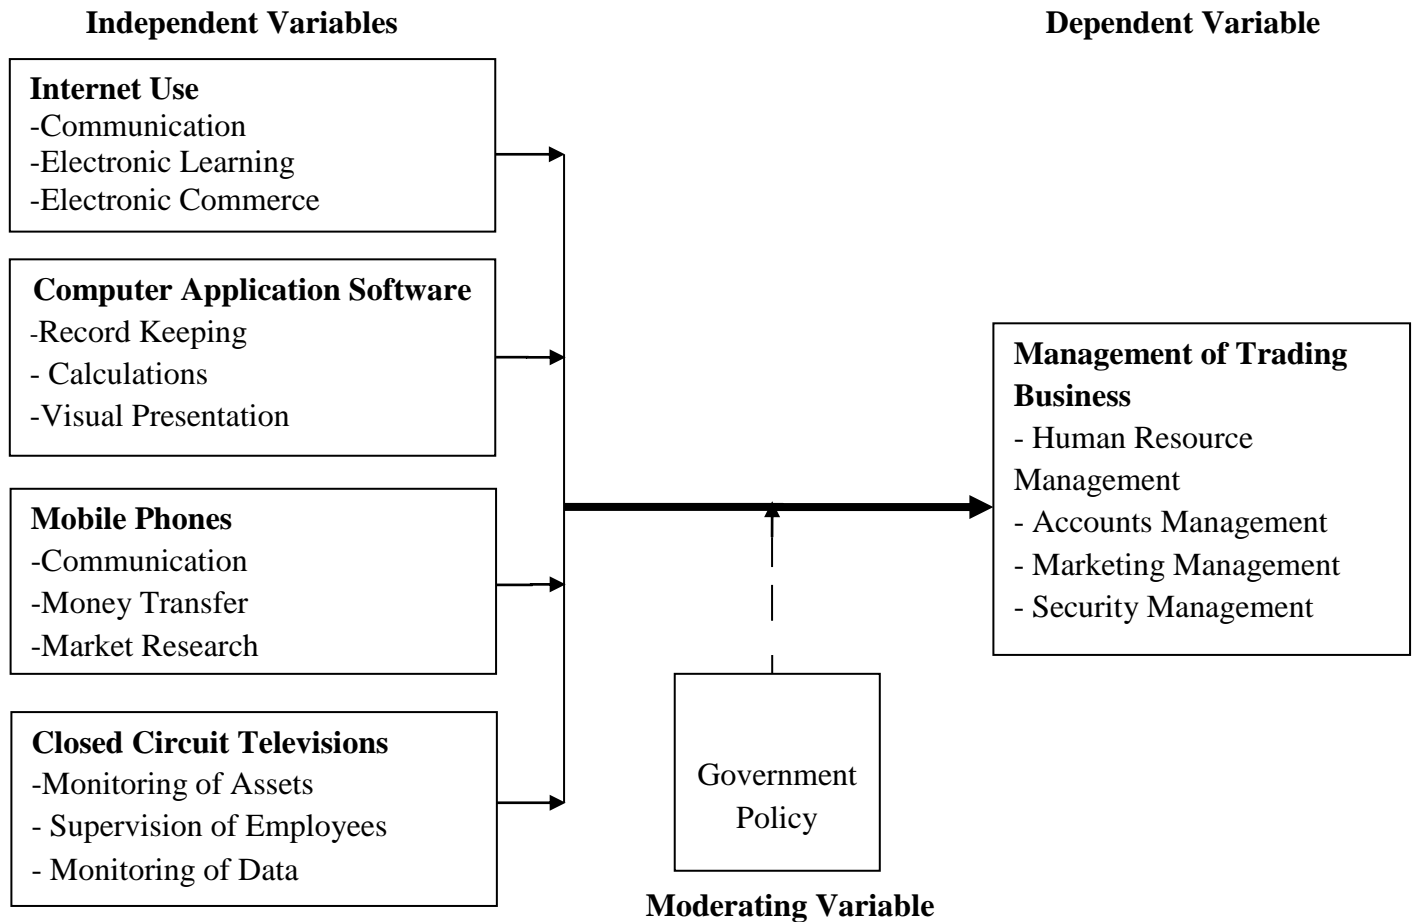 Independent Variables
Dependent Variable
Internet Use
-Communication
-Electronic Learning
-Electronic Commerce
Computer Application Software
-Record Keeping
- Calculations
-Visual Presentation
Mobile Phones
-Communication
-Money Transfer
-Market Research
Closed Circuit Televisions
-Monitoring of Assets
- Supervision of Employees
- Monitoring of Data
Management of Trading
Business
- Human Resource
Management
- Accounts Management
- Marketing Management
- Security Management
Government
Policy
Moderating Variable